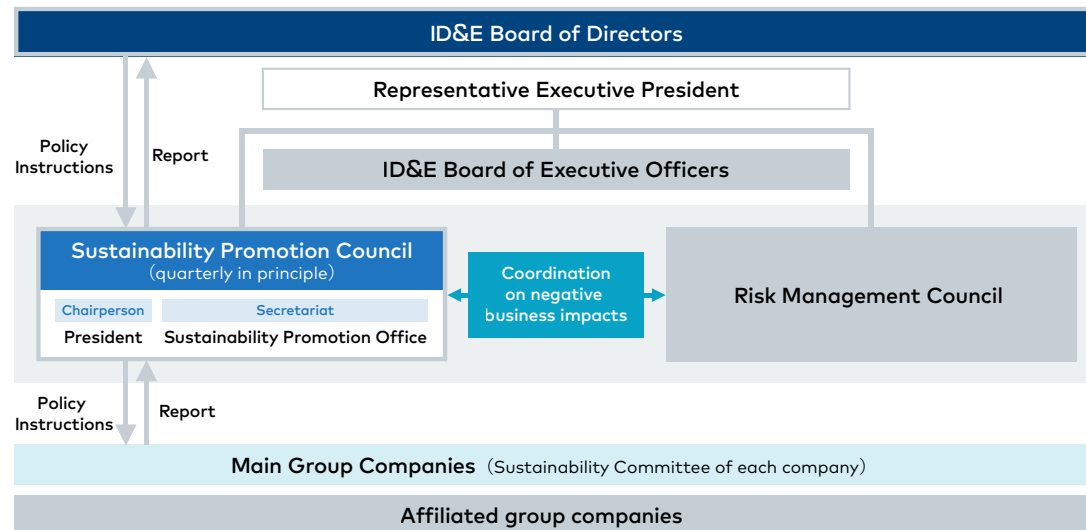 ID&E Board of Directors
Representative Executive President
Policy
Instructions
Report
ID&E Board of Executive Officers
Sustainability Promotion Council
(quarterly in principle)
Chairperson
Secretariat
President
Sustainability Promotion Office
Coordination
on negative
business impacts
Risk Management Council
Policy
Instructions
Report
Main Group Companies (Sustainability Committee of each company)
Affiliated group companies